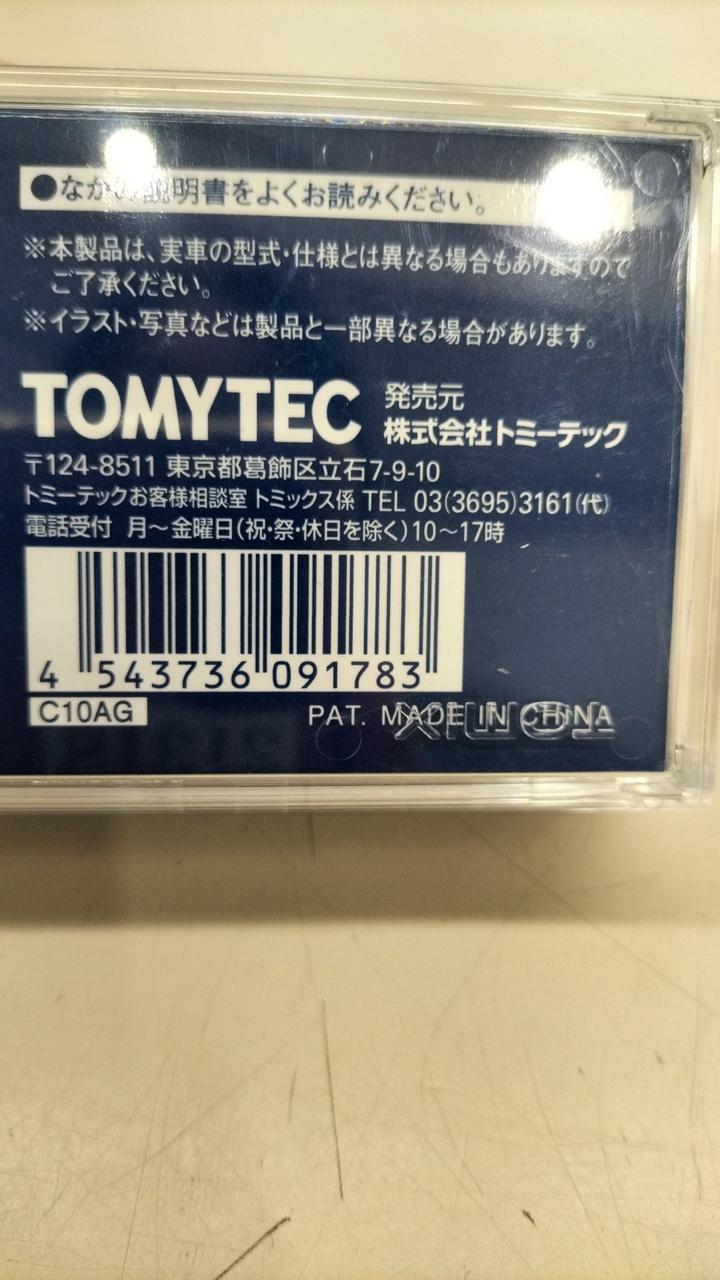 ●なかの説明書をよくお読みください。
※本製品は、実車の型式・仕様とは異なる場合もありますので
ご了承ください。
※イラスト・写真などは製品と一部異なる場合があります。
TOMYTEC 発売元
株式会社トミーテック
〒124-8511 東京都葛飾区立石7-9-10
トミーテックお客様相談室 トミックス係 TEL 03(3695)3161(代)
電話受付 月～金曜日(祝・祭・休日を除く)10～17時
4 543736 091783
C10AG
PAT. MADE IN CHINA
TOMIX